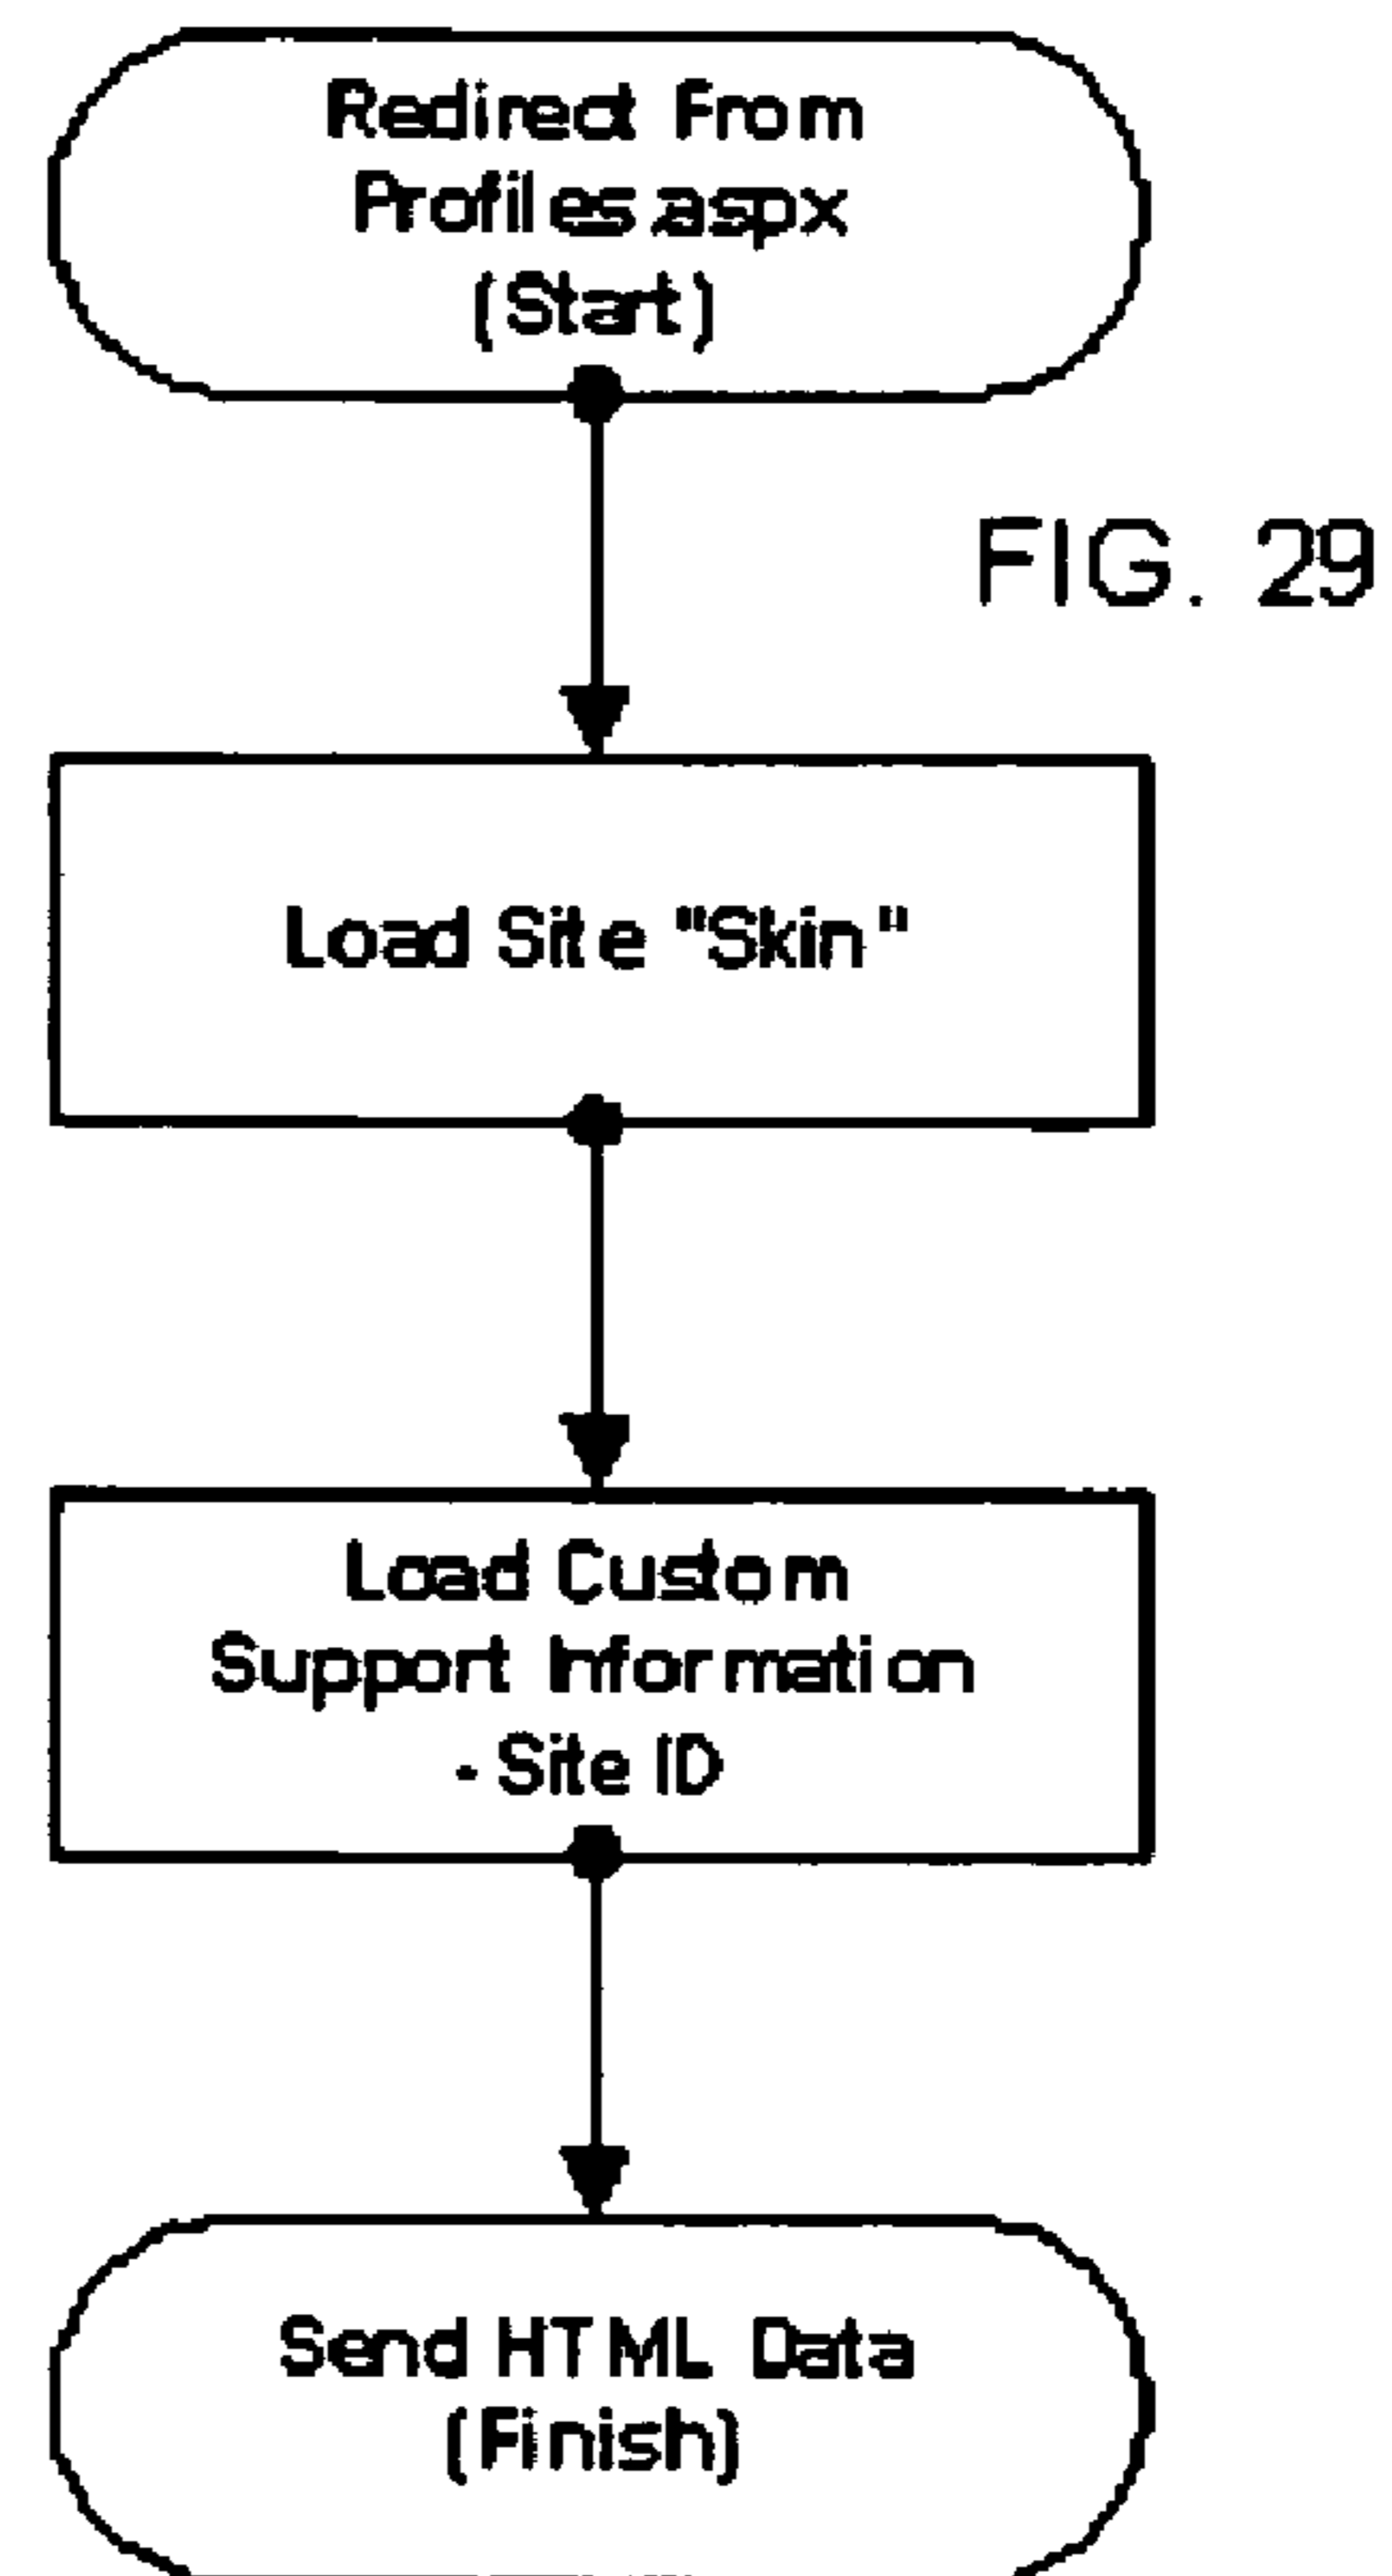 Redirect From
Profiles.aspx
(Start)
FIG. 29
Load Site "Skin"
Load Custom
Support Information
- Site ID
Send HTML Data
(Finish)